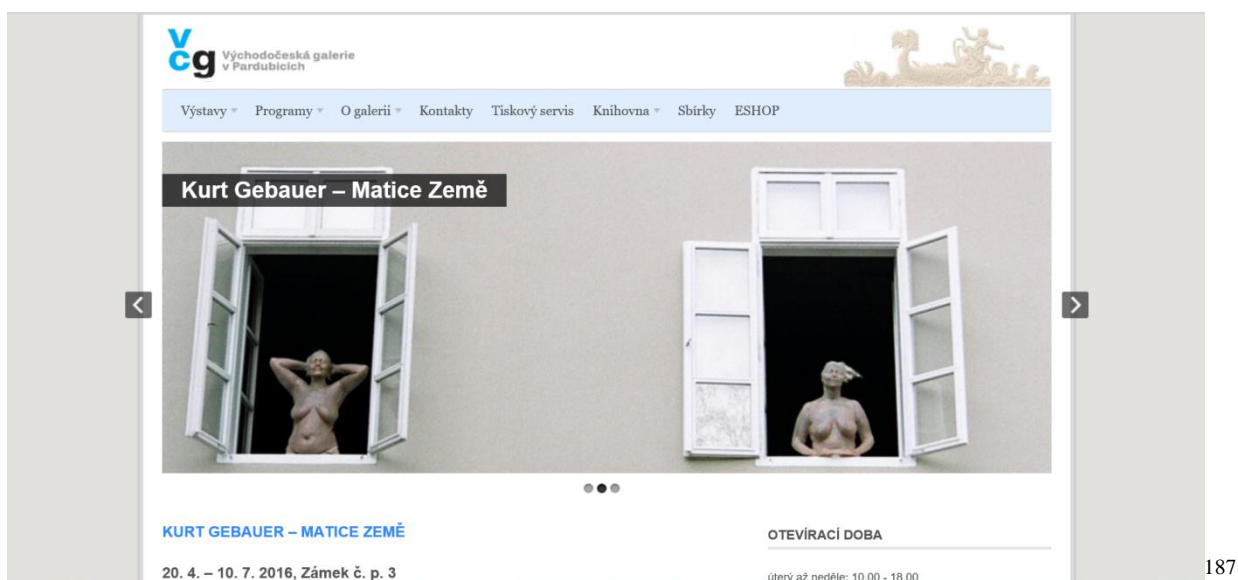 Včg Východočeská galerie
v Pardubicích
Výstavy Programy O galerii Kontakty Tiskový servis Knihovna Sbírky ESHOP
Kurt Gebauer – Matice Země
KURT GEBAUER – MATICE ZEMĚ
OTEVÍRACÍ DOBA
20. 4. – 10. 7. 2016, Zámek č. p. 3
úterý až neděle: 10.00 - 18.00
187